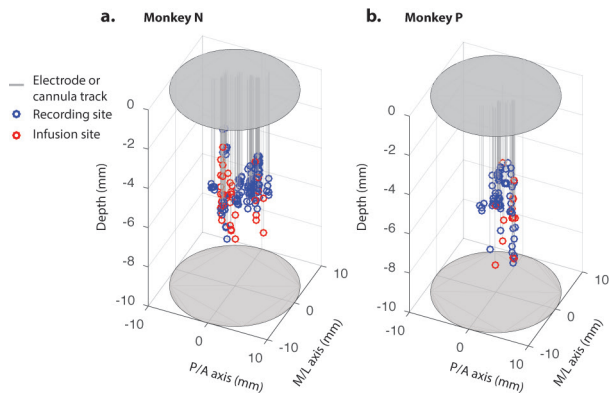 a. Monkey N
b. Monkey P
Electrode or
cannula track
Recording site
Infusion site
Depth (mm)
0
-2
-4
-6
-8
-10
-10
0
10
P/A axis (mm)
-10
0
10
M/L axis (mm)
Depth (mm)
0
-2
-4
-6
-8
-10
-10
0
10
P/A axis (mm)
-10
0
10
M/L axis (mm)